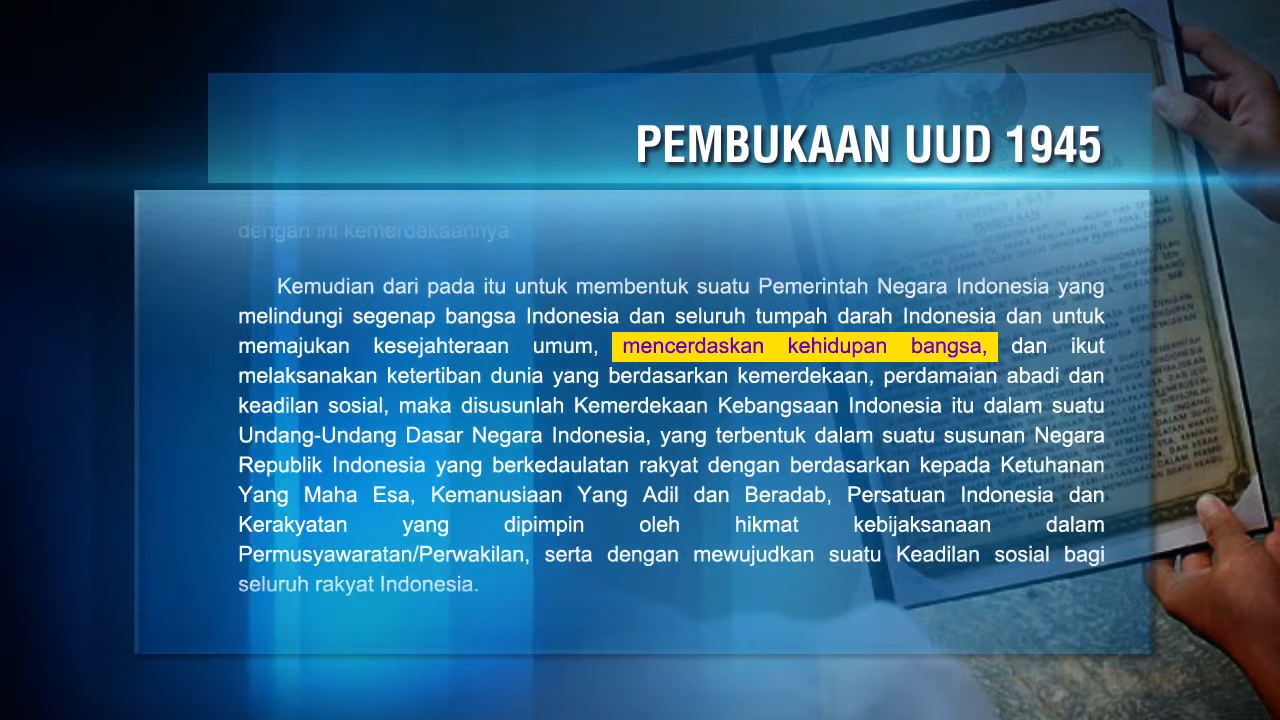 PEMBUKAAN UUD 1945
dengan ini kemerdekaannya.
Kemudian dari pada itu untuk membentuk suatu Pemerintah Negara Indonesia yang
melindungi segenap bangsa Indonesia dan seluruh tumpah darah Indonesia dan untuk
memajukan kesejahteraan umum, mencerdaskan kehidupan bangsa, dan ikut
melaksanakan ketertiban dunia yang berdasarkan kemerdekaan, perdamaian abadi dan
keadilan sosial, maka disusunlah Kemerdekaan Kebangsaan Indonesia itu dalam suatu
Undang-Undang Dasar Negara Indonesia, yang terbentuk dalam suatu susunan Negara
Republik Indonesia yang berkedaulatan rakyat dengan berdasarkan kepada Ketuhanan
Yang Maha Esa, Kemanusiaan Yang Adil dan Beradab, Persatuan Indonesia dan
Kerakyatan yang dipimpin oleh hikmat kebijaksanaan dalam
Permusyawaratan/Perwakilan, serta dengan mewujudkan suatu Keadilan sosial bagi
seluruh rakyat Indonesia.